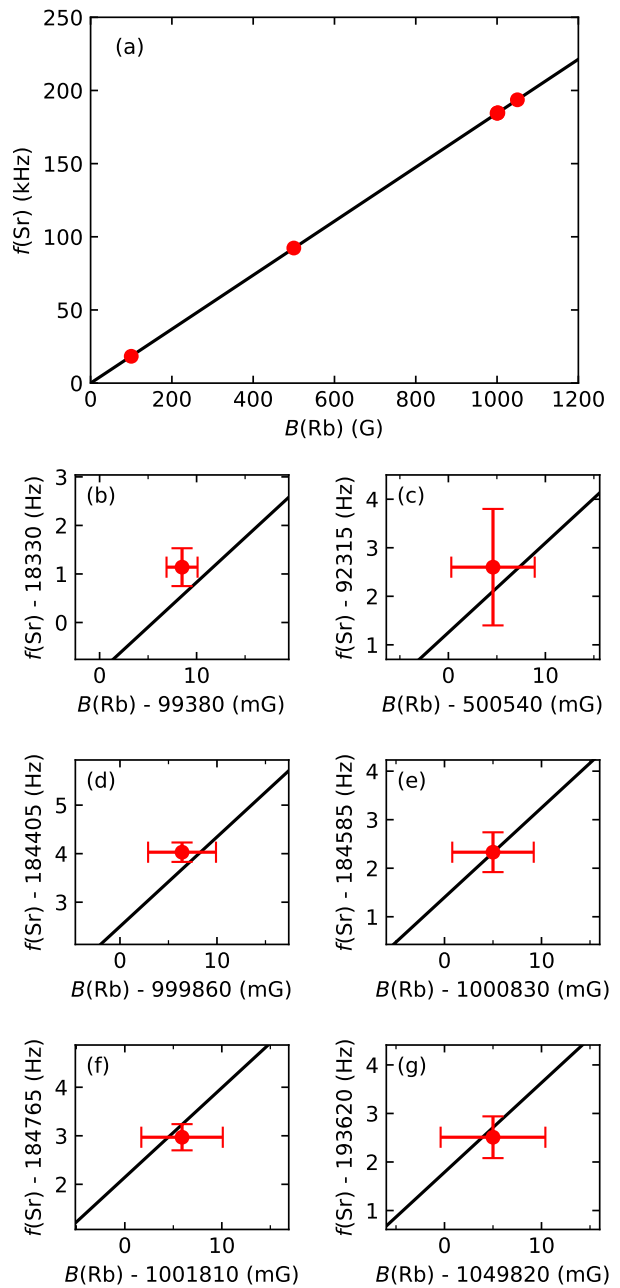 250
200
150
100
50
0
f(Sr) (kHz)
(a)
0 200 400 600 800 1000 1200
B(Rb) (G)
3
2
1
0
f(Sr) - 18330 (Hz)
(b)
0 10
B(Rb) - 99380 (mG)
4
3
2
1
f(Sr) - 92315 (Hz)
(c)
0 10
B(Rb) - 500540 (mG)
5
4
3
f(Sr) - 184405 (Hz)
(d)
0 10
B(Rb) - 999860 (mG)
4
3
2
1
f(Sr) - 184585 (Hz)
(e)
0 10
B(Rb) - 1000830 (mG)
4
3
2
f(Sr) - 184765 (Hz)
(f)
0 10
B(Rb) - 1001810 (mG)
4
3
2
1
f(Sr) - 193620 (Hz)
(g)
0 10
B(Rb) - 1049820 (mG)